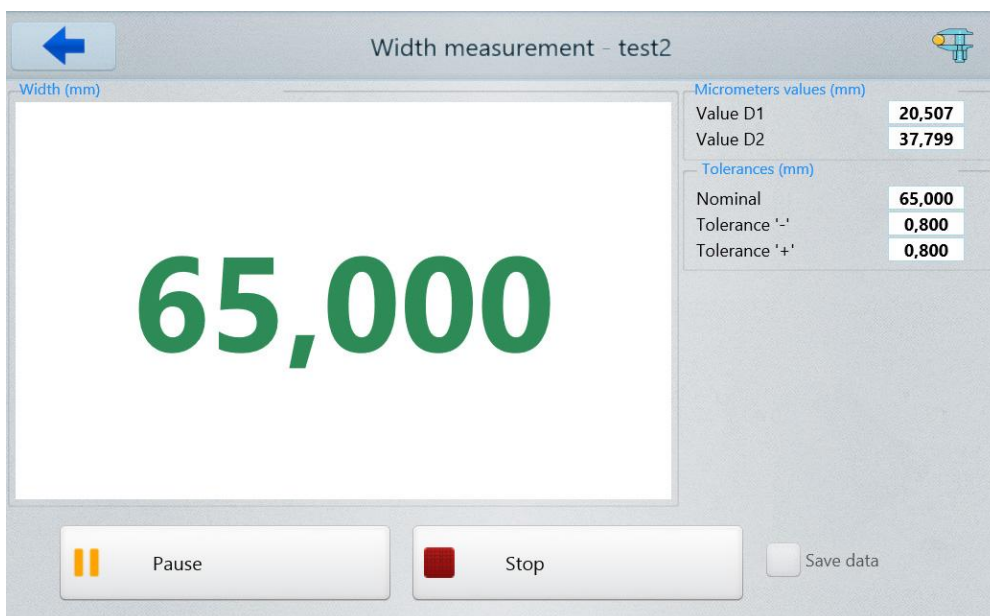 Width measurement - test2
Width (mm)
65,000
Micrometers values (mm)
Value D1 20,507
Value D2 37,799
Tolerances (mm)
Nominal 65,000
Tolerance '-' 0,800
Tolerance '+' 0,800
Pause
Stop
Save data